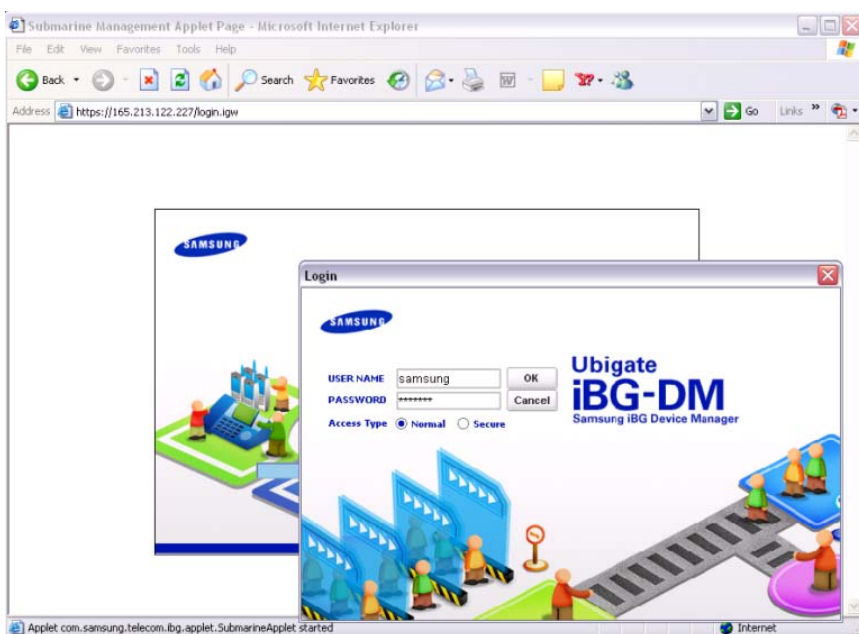 Submarine Management Applet Page - Microsoft Internet Explorer
File Edit View Favorites Tools Help
Back Search Favorites
Address https://165.213.122.227/login.igw Go Links »
SAMSUNG
Login
SAMSUNG
USER NAME samsung OK
PASSWORD ******* Cancel
Access Type Normal Secure
Ubigate
iBG-DM
Samsung iBG Device Manager
Applet com.samsung.telecom.ibg.applet.SubmarineApplet started Internet